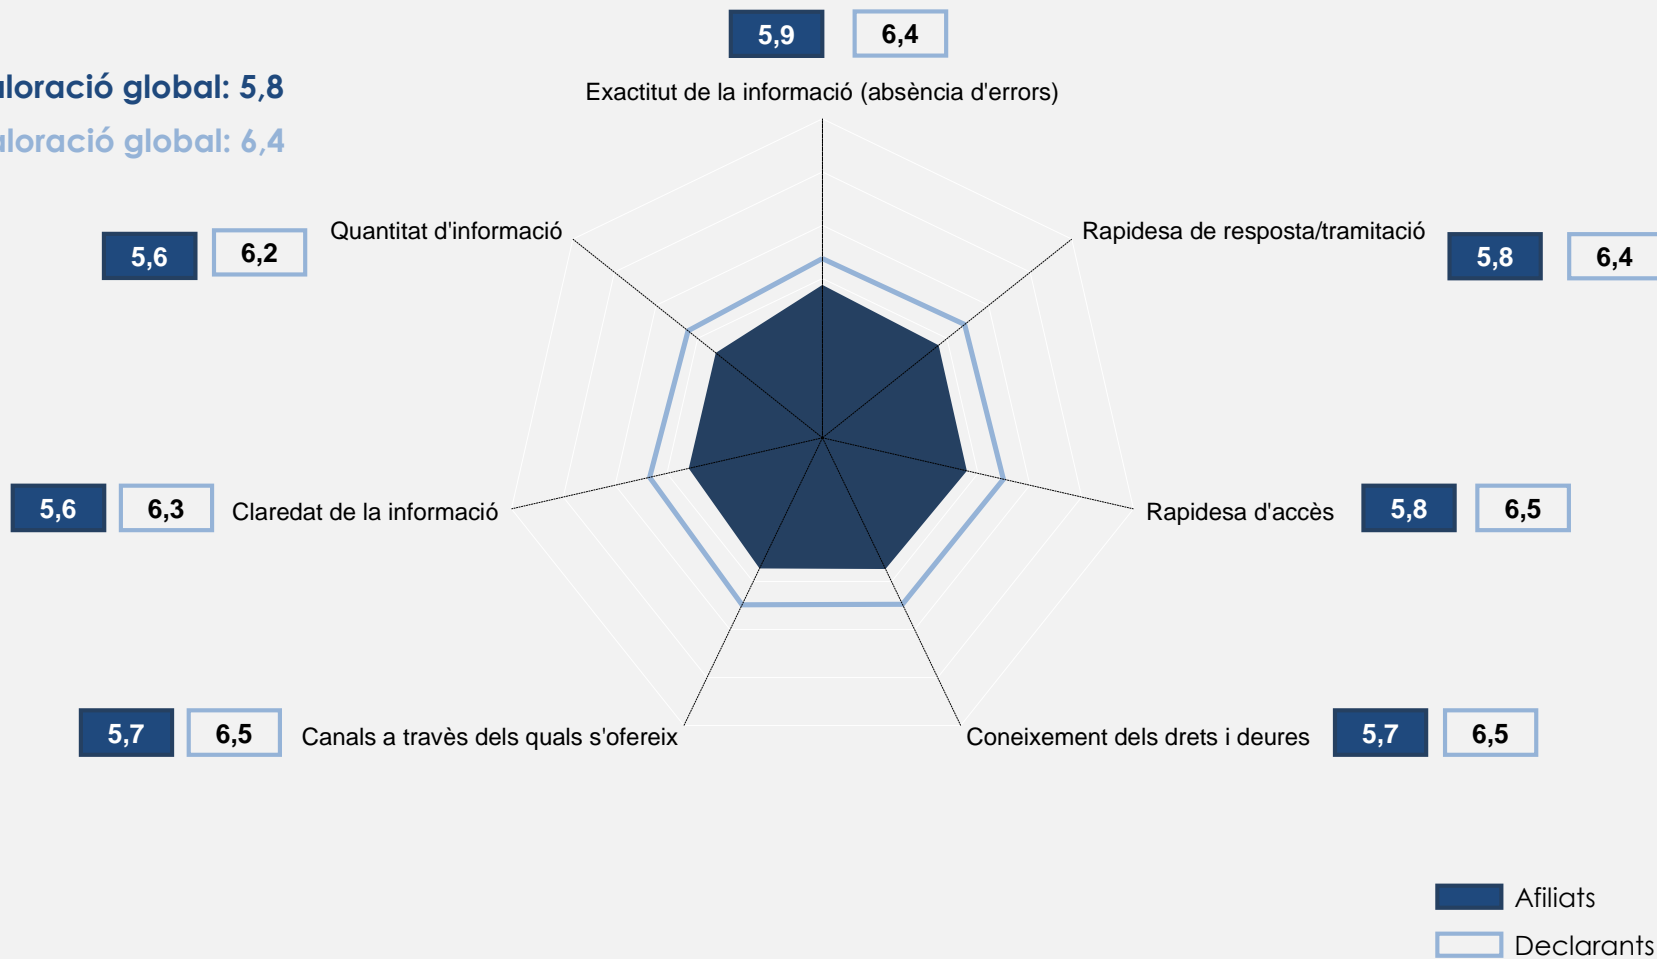 5,9 6,4
aloració global: 5,8
Exactitut de la informació (absència d'errors)
aloració global: 6,4
Quantitat d'informació
5,6 6,2
Rapidesa de resposta/tramitació
5,8 6,4
5,6 6,3 Claredat de la informació
Rapidesa d'accès 5,8 6,5
5,7 6,5 Canals a travès dels quals s'ofereix
Coneixement dels drets i deures 5,7 6,5
Afiliats
Declarants